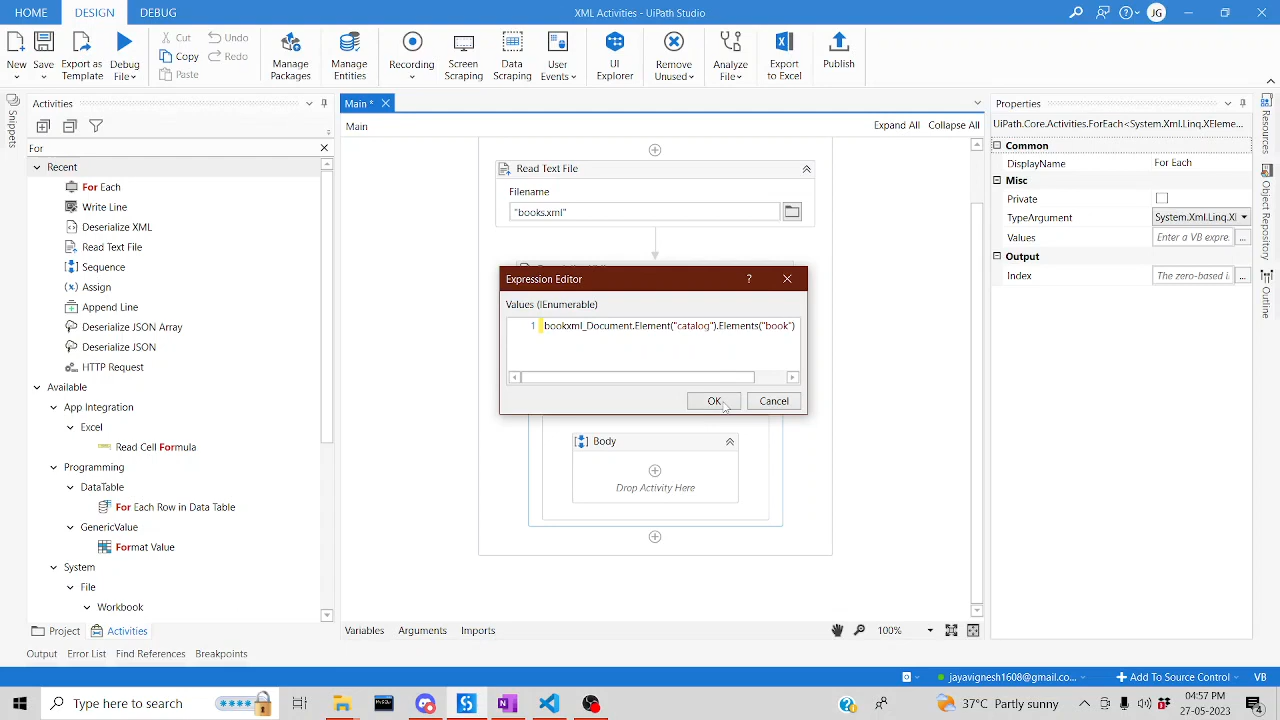 HOME
DESIGN
DEBUG
XML Activities - UiPath Studio
JG
New
Save
Export as Template
Debug File
Cut
Copy
Paste
Undo
Redo
Manage Packages
Manage Entities
Recording
Screen Scraping
Data Scraping
User Events
UI Explorer
Remove Unused
Analyze File
Export to Excel
Publish
Snippets
Activities
For
Recent
For Each
Write Line
Deserialize XML
Read Text File
Sequence
Assign
Append Line
Deserialize JSON Array
Deserialize JSON
HTTP Request
Available
App Integration
Excel
Read Cell Formula
Programming
DataTable
For Each Row in Data Table
GenericValue
Format Value
System
File
Workbook
Project
Activities
Main *
Main
Expand All
Collapse All
Read Text File
Filename
"books.xml"
Expression Editor
?
Values (IEnumerable)
1 bookxml_Document.Element("catalog").Elements("book")
OK
Cancel
Body
Drop Activity Here
Variables
Arguments
Imports
100%
Properties
UiPath.Core.Activities.ForEach<System.Xml.Linq.XEleme...
Common
DisplayName
For Each
Misc
Private
TypeArgument
System.Xml.Linq.XI
Values
Enter a VB expre.
...
Output
Index
The zero-based i.
...
Object Repository
Outline
Output
Error List
Find References
Breakpoints
jayavignesh1608@gmail.co...
Add To Source Control
VB
Type here to search
37°C Partly sunny
04:57 PM
27-05-2023
4